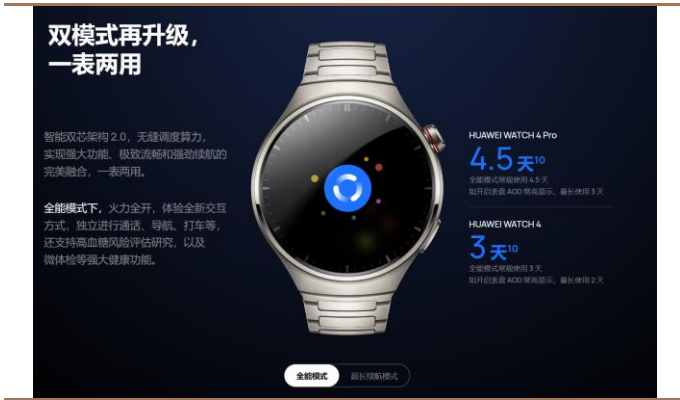 双模式再升级，
一表两用
智能双芯架构 2.0，无缝调度算力，
实现强大功能、极致流畅和强劲续航的
完美融合，一表两用。
全能模式下，火力全开，体验全新交互
方式，独立进行通话、导航、打车等，
还支持高血糖风险评估研究，以及
微体检等强大健康功能。
HUAWEI WATCH 4 Pro
4.5 天10
全能模式常规使用 4.5 天
如开启表盘 AOD 常亮显示，最长使用 3 天
HUAWEI WATCH 4
3 天10
全能模式常规使用 3 天
如开启表盘 AOD 常亮显示，最长使用 2 天
全能模式
超长续航模式